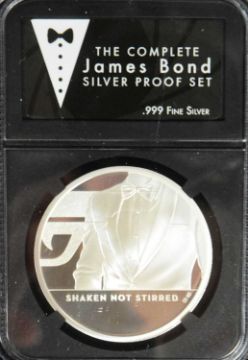 THE COMPLETE
James Bond
SILVER PROOF SET
.999 FINE SILVER
SHAKEN NOT STIRRED